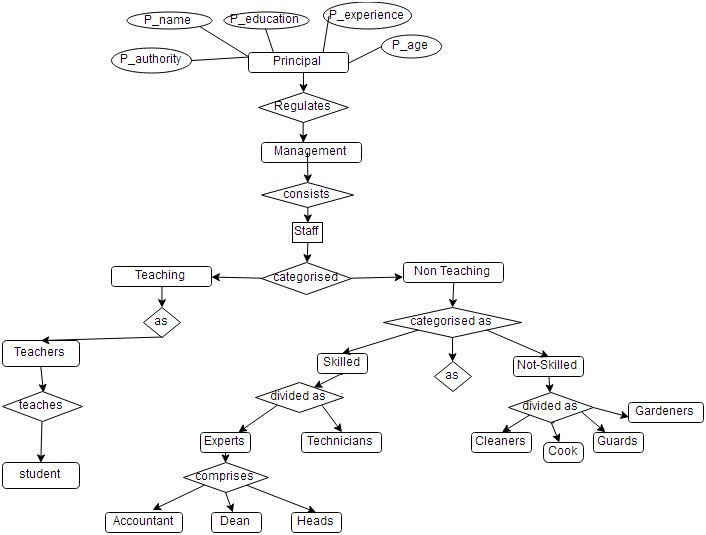 P_name
P_education
P_experience
P_authority
P_age
Principal
Regulates
Management
consists
Staff
Teaching
categorised
Non Teaching
as
categorised as
Teachers
Skilled
as
Not-Skilled
teaches
divided as
divided as
Gardeners
Experts
Technicians
Cleaners
Cook
Guards
student
comprises
Accountant
Dean
Heads